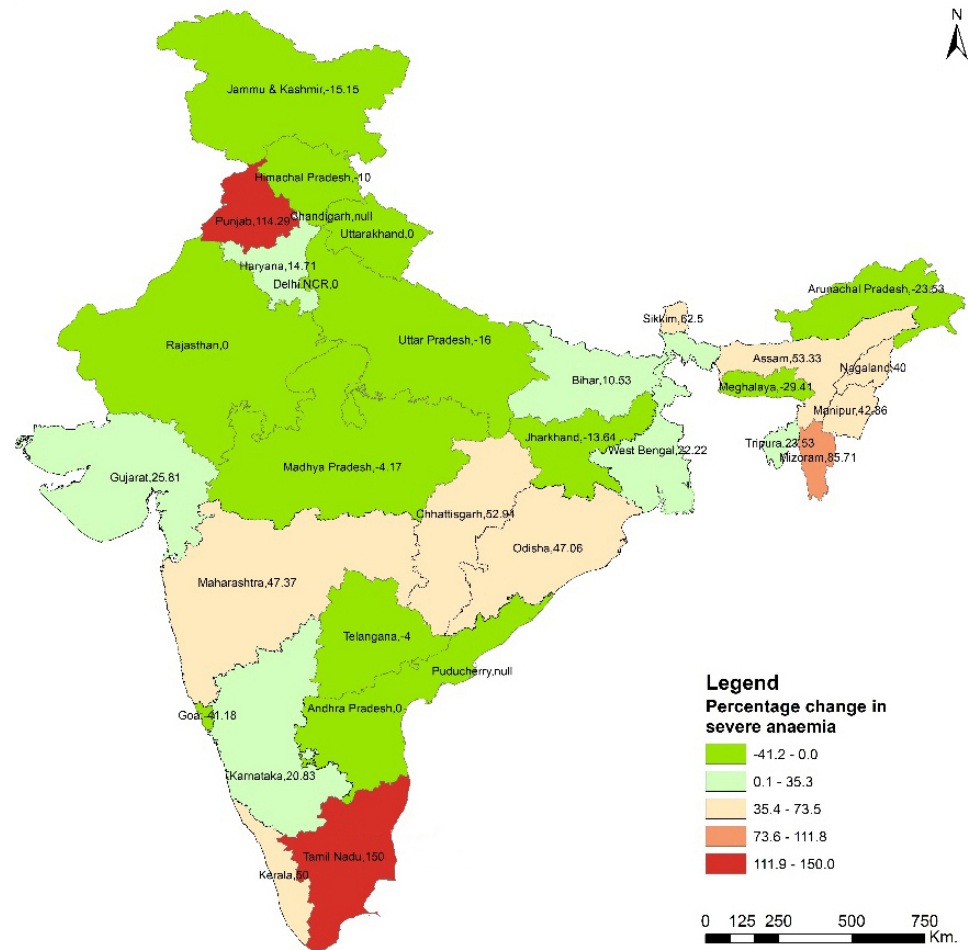 N
Jammu & Kashmir,-15.15
Himachal Pradesh,-10
Chandigarh,null
Punjab,114.29
Uttarakhand,0
Haryana,14.71
Delhi NCR,0
Arunachal Pradesh,-23.53
Sikkim,62.5
Rajasthan,0
Uttar Pradesh,-16
Assam,53.33
Nagaland,40
Bihar,10.53
Meghalaya,-29.41
Manipur,42.86
Jharkhand,-13.64
Tripura,23.53
West Bengal,22.22
Mizoram,85.71
Madhya Pradesh,-4.17
Gujarat,25.81
Chhattisgarh,52.94
Odisha,47.06
Maharashtra,47.37
Telangana,-4
Puducherry,null
Goa,-41.18
Andhra Pradesh,0
Karnataka,20.83
Tamil Nadu,150
Kerala,50
Legend
Percentage change in
severe anaemia
-41.2 - 0.0
0.1 - 35.3
35.4 - 73.5
73.6 - 111.8
111.9 - 150.0
0 125 250 500 750
Km.